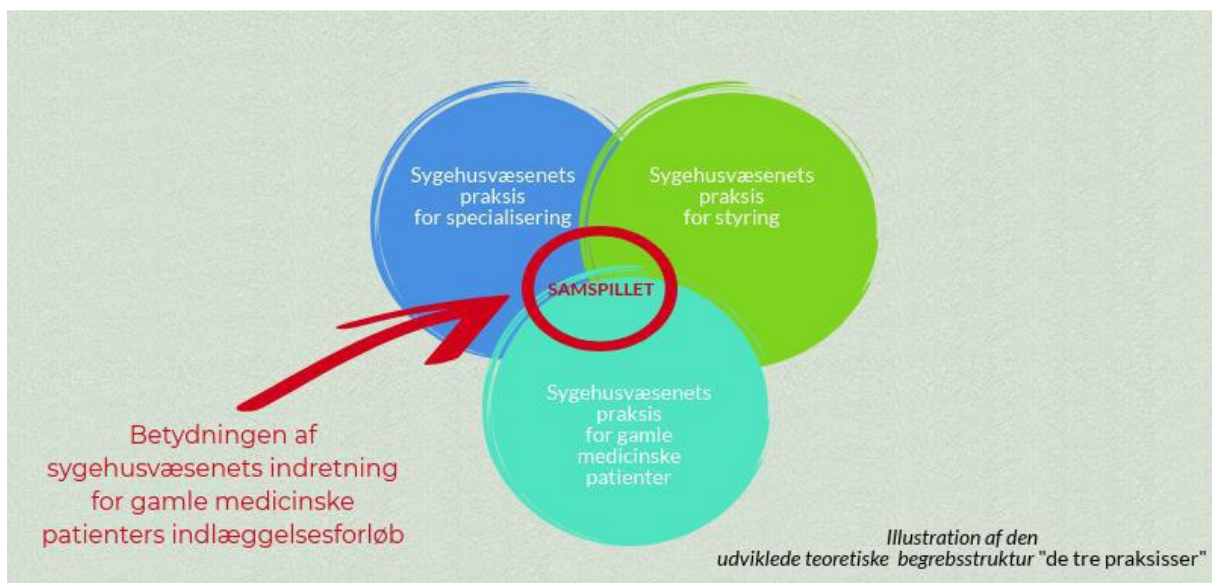 Sygehusvæsenets
praksis
for specialisering
Sygehusvæsenets
praksis
for styring
SAMSPILLET
Sygehusvæsenets
praksis
for gamle
medicinske
patienter
Betydningen af
sygehusvæsenets indretning
for gamle medicinske
patienters indlæggelsesforløb
Illustration af den
udviklede teoretiske begrebsstruktur "de tre praksisser"